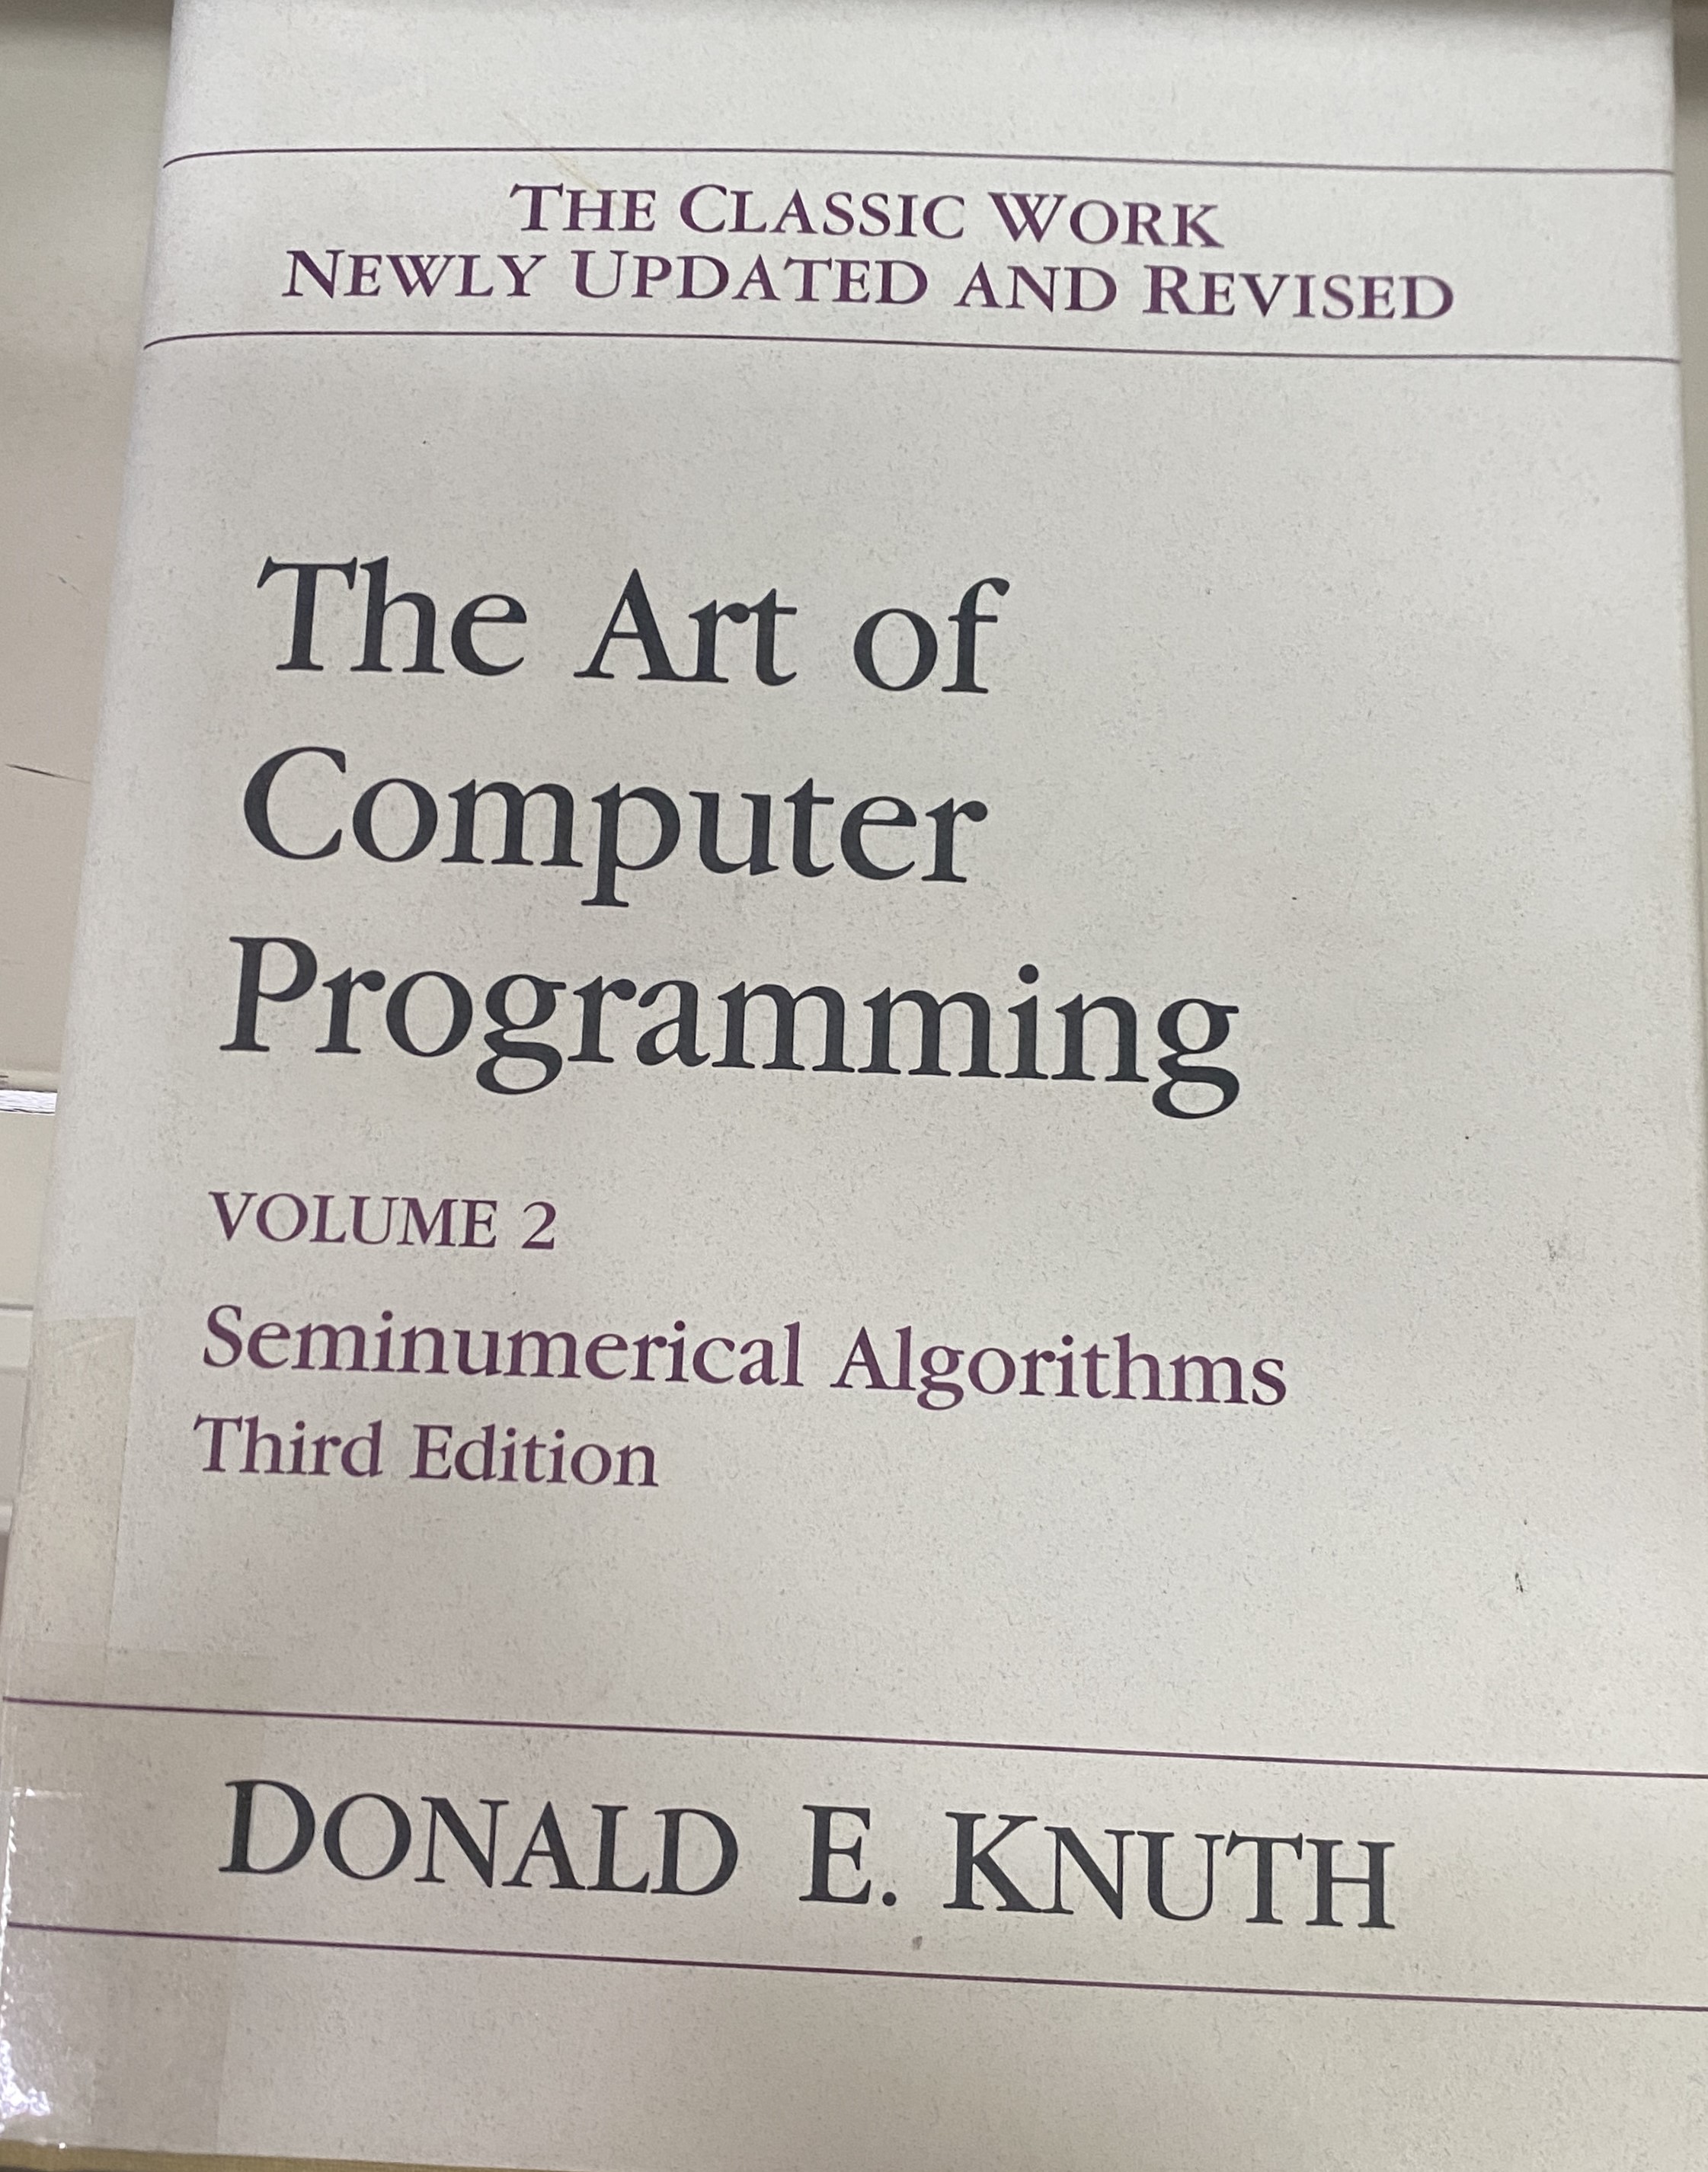 THE CLASSIC WORK
NEWLY UPDATED AND REVISED
The Art of
Computer
Programming
VOLUME 2
Seminumerical Algorithms
Third Edition
DONALD E. KNUTH